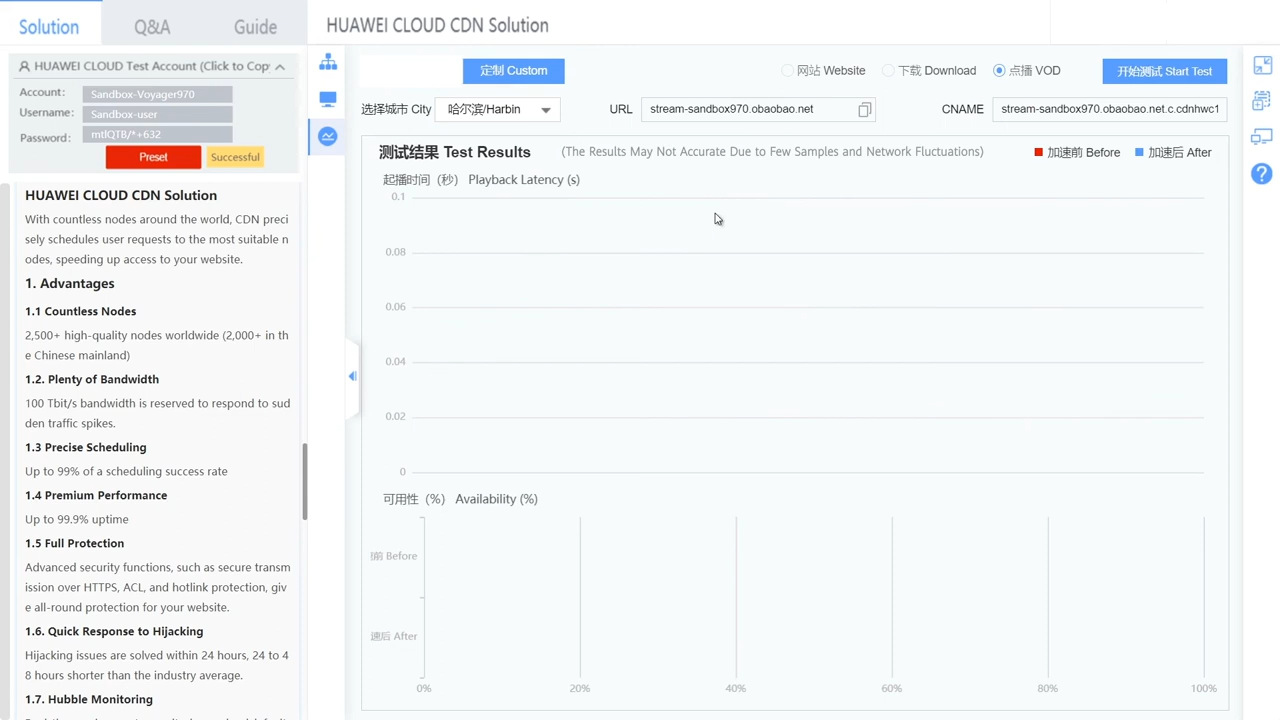 Solution
Q&A
Guide
HUAWEI CLOUD CDN Solution
HUAWEI CLOUD Test Account (Click to Copy
Account:
Sandbox-Voyager970
Username:
Sandbox-user
Password:
mtlQTB/*+632
Preset
Successful
HUAWEI CLOUD CDN Solution
With countless nodes around the world, CDN preci
sely schedules user requests to the most suitable n
odes, speeding up access to your website.
1. Advantages
1.1 Countless Nodes
2,500+ high-quality nodes worldwide (2,000+ in th
e Chinese mainland)
1.2. Plenty of Bandwidth
100 Tbit/s bandwidth is reserved to respond to sud
den traffic spikes.
1.3 Precise Scheduling
Up to 99% of a scheduling success rate
1.4 Premium Performance
Up to 99.9% uptime
1.5 Full Protection
Advanced security functions, such as secure transm
ission over HTTPS, ACL, and hotlink protection, giv
e all-round protection for your website.
1.6. Quick Response to Hijacking
Hijacking issues are solved within 24 hours, 24 to 4
8 hours shorter than the industry average.
1.7. Hubble Monitoring
定制 Custom
网站 Website
下载 Download
点播 VOD
开始测试 Start Test
选择城市 City
哈尔滨/Harbin
URL
stream-sandbox970.obaobao.net
CNAME
stream-sandbox970.obaobao.net.c.cdnhwc1
测试结果 Test Results
(The Results May Not Accurate Due to Few Samples and Network Fluctuations)
加速前 Before
加速后 After
起播时间（秒） Playback Latency (s)
0.1
0.08
0.06
0.04
0.02
0
可用性（%） Availability (%)
前 Before
速后 After
0%
20%
40%
60%
80%
100%